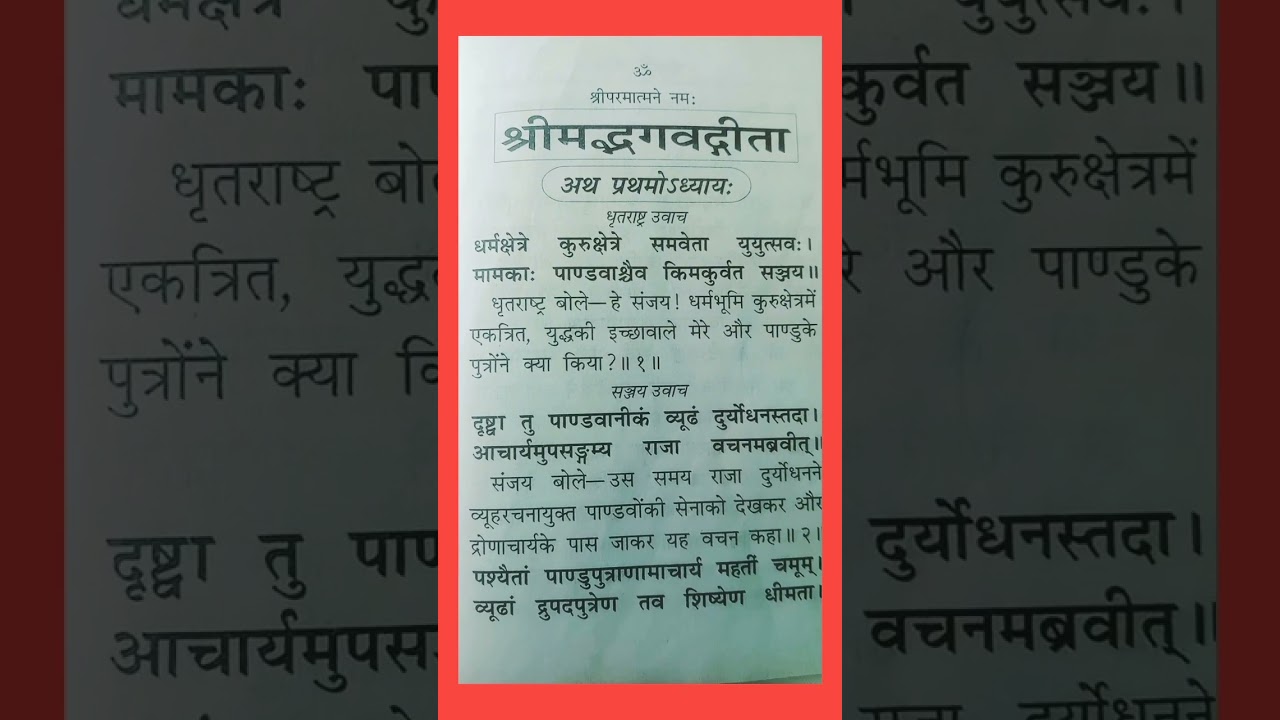 ॐ
श्रीपरमात्मने नमः
श्रीमद्भगवद्गीता
अथ प्रथमोऽध्यायः
धृतराष्ट्र उवाच
धर्मक्षेत्रे कुरुक्षेत्रे समवेता युयुत्सवः।
मामकाः पाण्डवाश्चैव किमकुर्वत सञ्जय॥
धृतराष्ट्र बोले—हे संजय! धर्मभूमि कुरुक्षेत्रमें
एकत्रित, युद्धकी इच्छावाले मेरे और पाण्डुके
पुत्रोंने क्या किया?॥१॥
सञ्जय उवाच
दृष्ट्वा तु पाण्डवानीकं व्यूढं दुर्योधनस्तदा।
आचार्यमुपसङ्गम्य राजा वचनमब्रवीत्॥
संजय बोले—उस समय राजा दुर्योधनने
व्यूहरचनायुक्त पाण्डवोंकी सेनाको देखकर और
द्रोणाचार्यके पास जाकर यह वचन कहा॥२।
पश्यैतां पाण्डुपुत्राणामाचार्य महतीं चमूम्।
व्यूढां द्रुपदपुत्रेण तव शिष्येण धीमता।